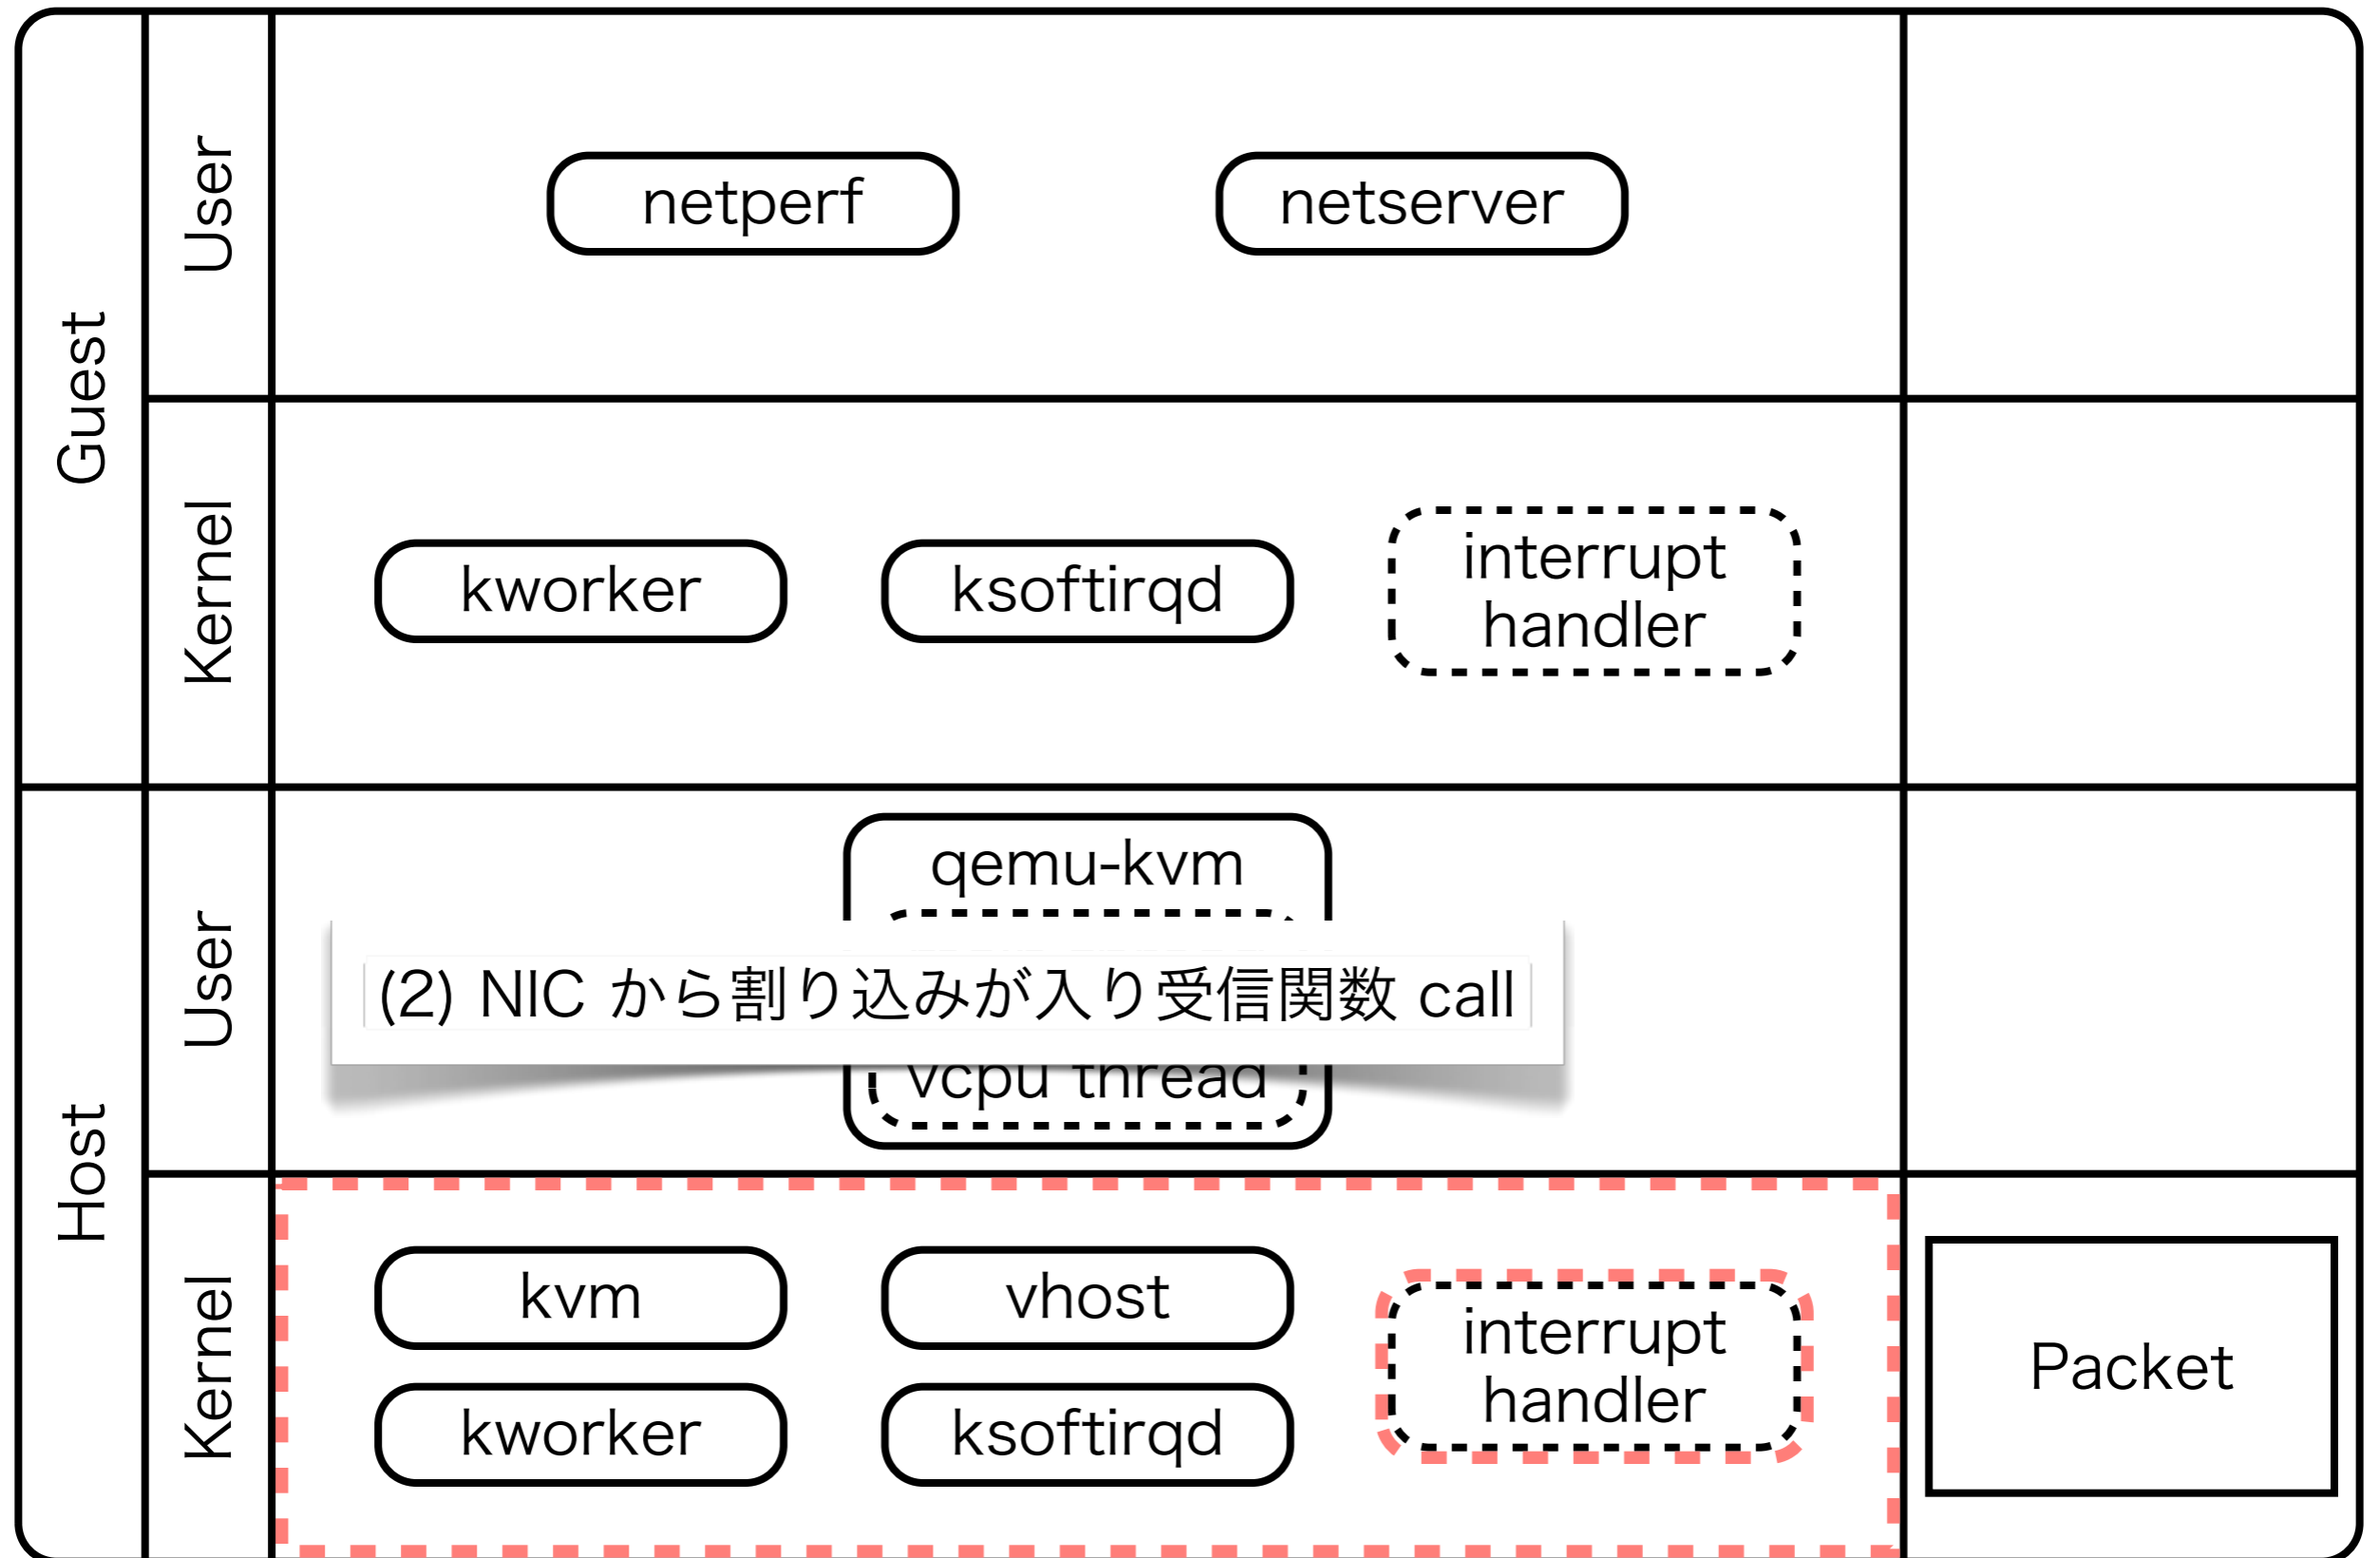 Guest
User
netperf
netserver
Kernel
kworker
ksoftirqd
interrupt
handler
Host
User
qemu-kvm
(2) NIC から割り込みが入り受信関数 call
vcpu thread
Kernel
kvm
vhost
interrupt
handler
kworker
ksoftirqd
Packet